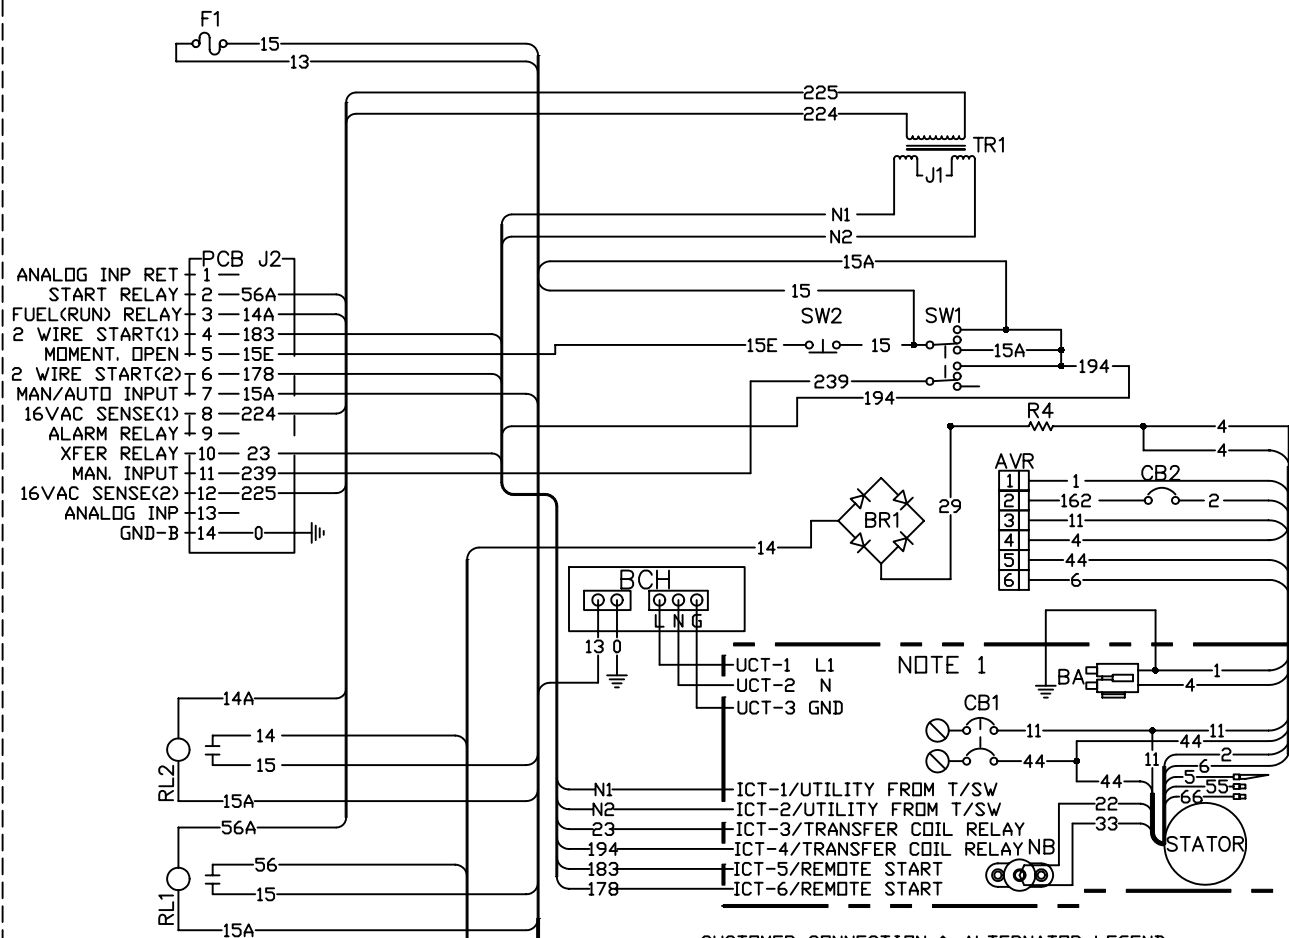 F1
15
13
225
224
TR1
J1
N1
N2
15A
15
PCB J2
ANALOG INP RET 1
START RELAY 2 56A
FUEL(RUN) RELAY 3 14A
2 WIRE START(1) 4 183
MOMENT. OPEN 5 15E
2 WIRE START(2) 6 178
MAN/AUTO INPUT 7 15A
16VAC SENSE(1) 8 224
ALARM RELAY 9
XFER RELAY 10 23
MAN. INPUT 11 239
16VAC SENSE(2) 12 225
ANALOG INP 13
GND-B 14 0
SW2 SW1
15E 15 15A
194
239
194
R4
4
4
AVR
1 1
CB2
2 162 2
3 11
4 4
5 44
6 6
BR1
29
14
BCH
L N G
13 0
UCT-1 L1
UCT-2 N
UCT-3 GND
NOTE 1
BA
1
4
CB1
11 11
44
44
11
2
6
5
44
55
66
22
33
STATOR
NB
14A
14
15
RL2
15A
56A
56
15
RL1
15A
N1 ICT-1/UTILITY FROM T/SW
N2 ICT-2/UTILITY FROM T/SW
23 ICT-3/TRANSFER COIL RELAY
194 ICT-4/TRANSFER COIL RELAY
183 ICT-5/REMOTE START
178 ICT-6/REMOTE START